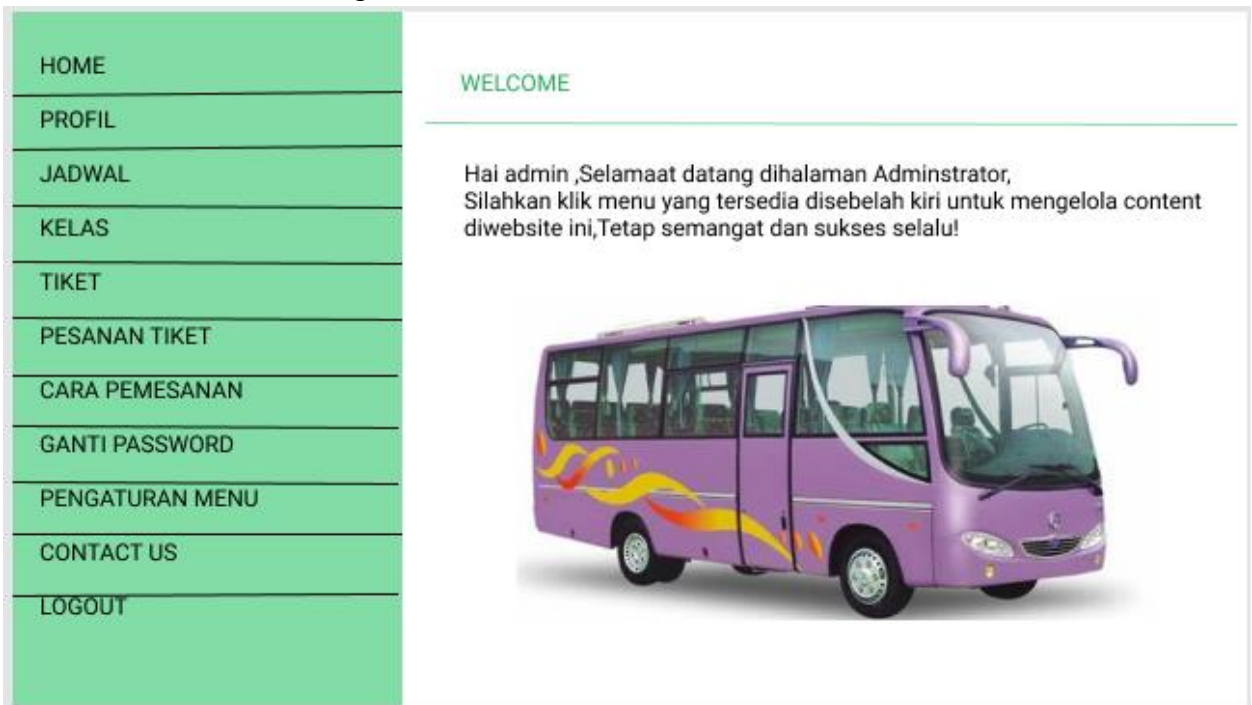 HOME
PROFIL
JADWAL
KELAS
TIKET
PESANAN TIKET
CARA PEMESANAN
GANTI PASSWORD
PENGATURAN MENU
CONTACT US
LOGOUT
WELCOME
Hai admin ,Selamaat datang dihalaman Adminstrator,
Silahkan klik menu yang tersedia disebelah kiri untuk mengelola content
diwebsite ini,Tetap semangat dan sukses selalu!